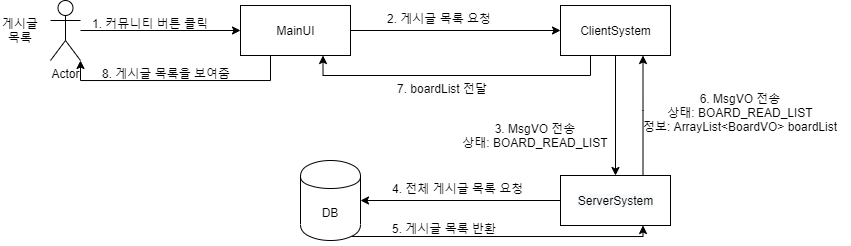 게시글
목록
Actor
1. 커뮤니티 버튼 클릭
MainUI
2. 게시글 목록 요청
ClientSystem
8. 게시글 목록을 보여줌
7. boardList 전달
3. MsgVO 전송
상태: BOARD_READ_LIST
6. MsgVO 전송
상태: BOARD_READ_LIST
정보: ArrayList<BoardVO> boardList
DB
4. 전체 게시글 목록 요청
ServerSystem
5. 게시글 목록 반환